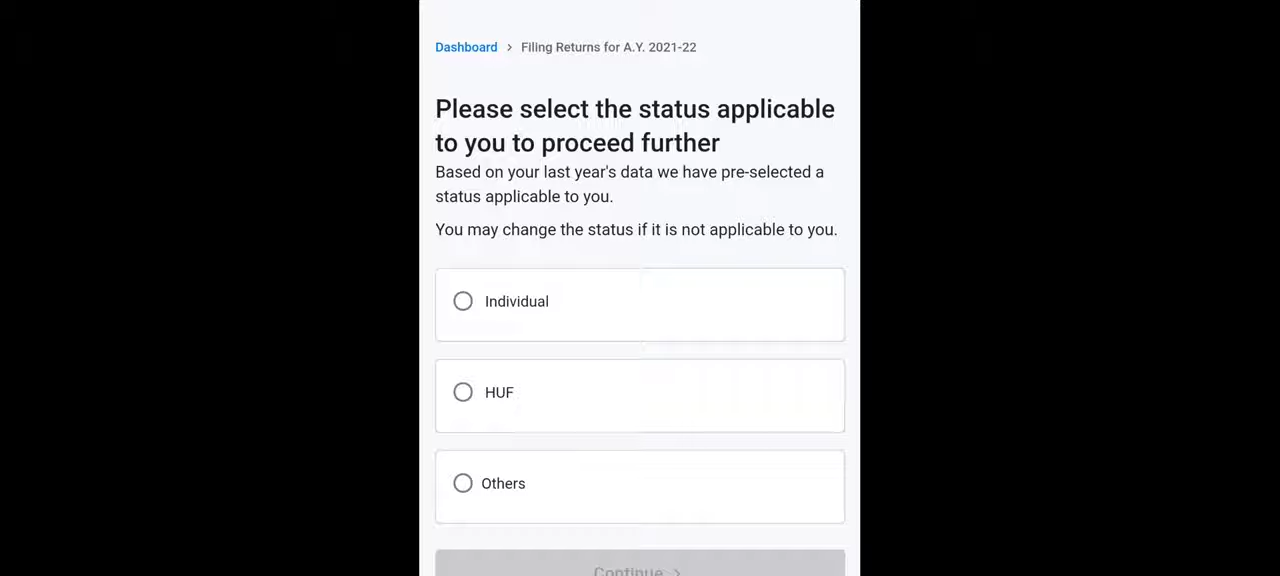 Dashboard > Filing Returns for A.Y. 2021-22
Please select the status applicable
to you to proceed further
Based on your last year's data we have pre-selected a
status applicable to you.
You may change the status if it is not applicable to you.
Individual
HUF
Others
Continue >